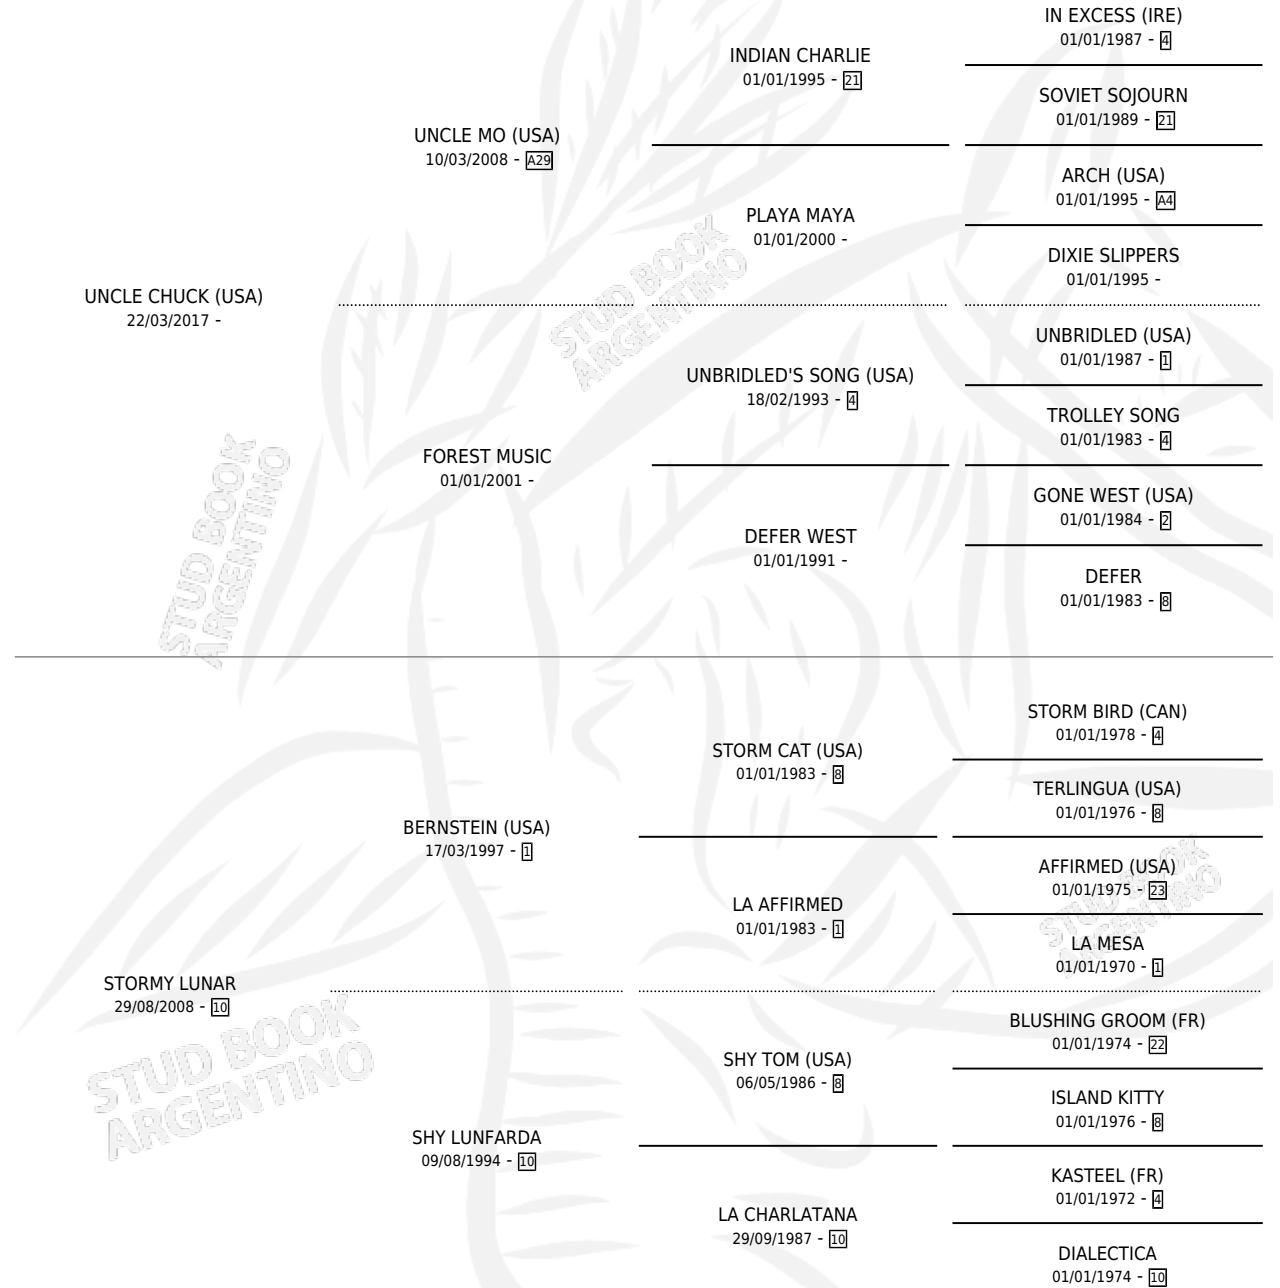 IN EXCESS (IRE)
01/01/1987 - 4
INDIAN CHARLIE
01/01/1995 - 21
SOVIET SOJOURN
01/01/1989 - 21
UNCLE MO (USA)
10/03/2008 - A29
ARCH (USA)
01/01/1995 - A4
PLAYA MAYA
01/01/2000 -
DIXIE SLIPPERS
01/01/1995 -
UNCLE CHUCK (USA)
22/03/2017 -
UNBRIDLED (USA)
01/01/1987 - 1
UNBRIDLED'S SONG (USA)
18/02/1993 - 4
TROLLEY SONG
01/01/1983 - 4
FOREST MUSIC
01/01/2001 -
GONE WEST (USA)
01/01/1984 - 2
DEFER WEST
01/01/1991 -
DEFER
01/01/1983 - 8
STORM BIRD (CAN)
01/01/1978 - 4
STORM CAT (USA)
01/01/1983 - 8
TERLINGUA (USA)
01/01/1976 - 8
BERNSTEIN (USA)
17/03/1997 - 1
AFFIRMED (USA)
01/01/1975 - 23
LA AFFIRMED
01/01/1983 - 1
LA MESA
01/01/1970 - 1
STORMY LUNAR
29/08/2008 - 10
BLUSHING GROOM (FR)
01/01/1974 - 22
SHY TOM (USA)
06/05/1986 - 8
ISLAND KITTY
01/01/1976 - 8
SHY LUNFARDA
09/08/1994 - 10
KASTEEL (FR)
01/01/1972 - 4
LA CHARLATANA
29/09/1987 - 10
DIALECTICA
01/01/1974 - 10
STUD BOOK
ARGENTINO
STUD BOOK
ARGENTINO
STUD BOOK
ARGENTINO
STUD BOOK
ARGENTINO